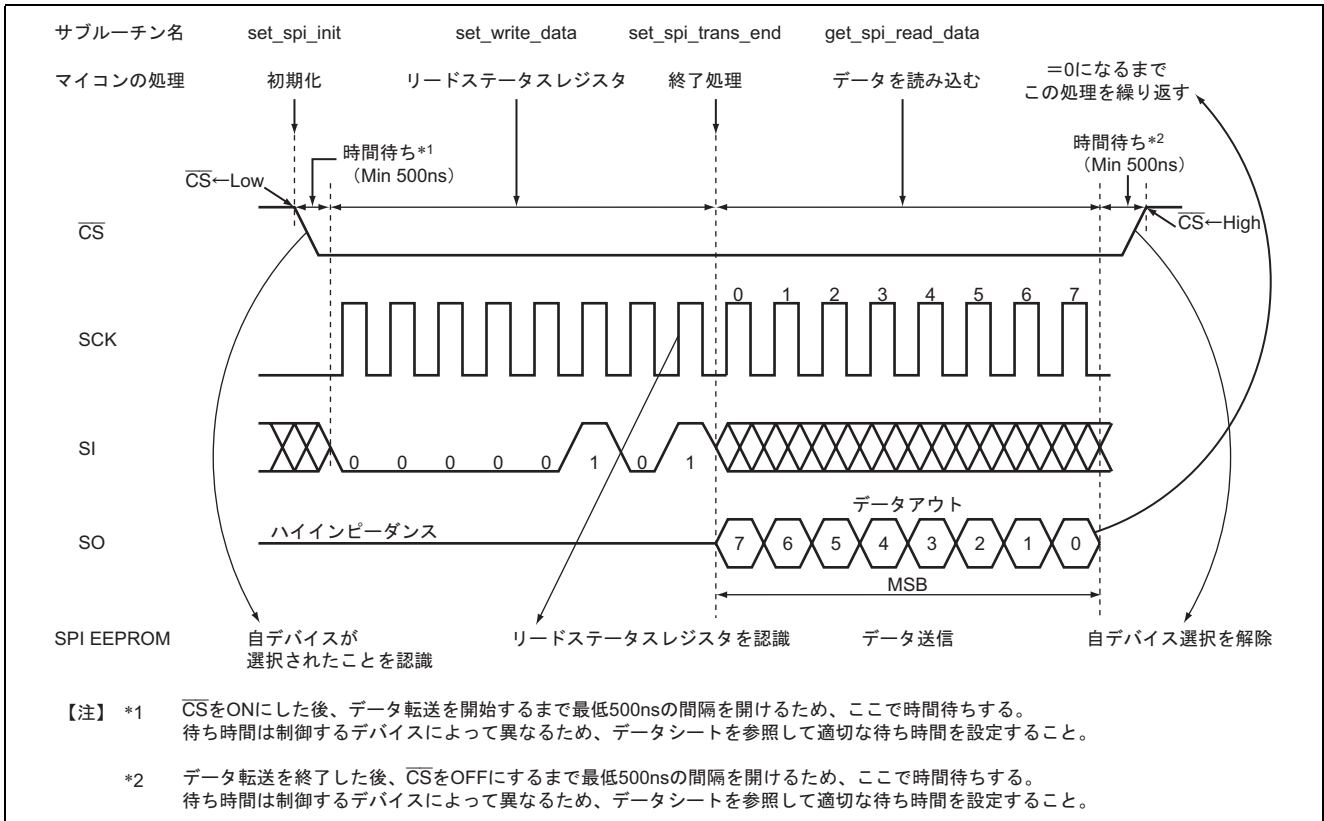 サブルーチン名 set_spi_init set_write_data set_spi_trans_end get_spi_read_data
マイコンの処理 初期化 リードステータスレジスタ 終了処理 データを読み込む
=0になるまで
この処理を繰り返す
時間待ち*1
(Min 500ns)
時間待ち*2
(Min 500ns)
CS←Low
CS←High
CS
0 1 2 3 4 5 6 7
SCK
SI
0 0 0 0 0 1 0 1
データアウト
ハイインピーダンス
SO
7 6 5 4 3 2 1 0
MSB
SPI EEPROM
自デバイスが
選択されたことを認識
リードステータスレジスタを認識
データ送信
自デバイス選択を解除
【注】 *1 CSをONにした後、データ転送を開始するまで最低500nsの間隔を開けるため、ここで時間待ちする。
待ち時間は制御するデバイスによって異なるため、データシートを参照して適切な待ち時間を設定すること。
*2 データ転送を終了した後、CSをOFFにするまで最低500nsの間隔を開けるため、ここで時間待ちする。
待ち時間は制御するデバイスによって異なるため、データシートを参照して適切な待ち時間を設定すること。